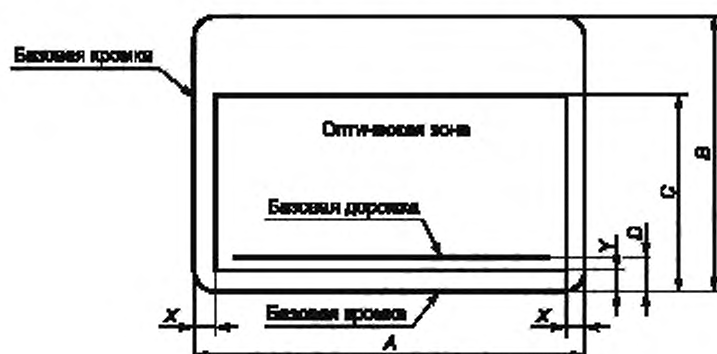 Базовая кромка
Оптическая зона
Базовая дорожка
B
C
Y
D
X
Базовая кромка
X
A